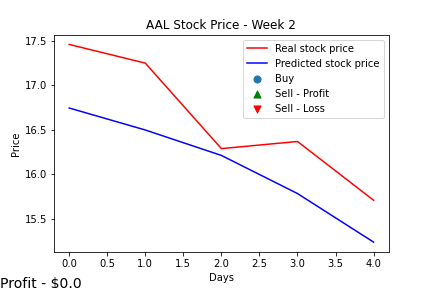 AAL Stock Price - Week 2
17.5
17.0
16.5
16.0
15.5
Price
Real stock price
Predicted stock price
Buy
Sell - Profit
Sell - Loss
0.0 0.5 1.0 1.5 2.0 2.5 3.0 3.5 4.0
Days
Profit - $0.0